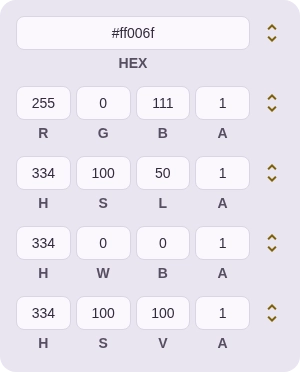 #ff006f
HEX
255 0 111 1
R G B A
334 100 50 1
H S L A
334 0 0 1
H W B A
334 100 100 1
H S V A